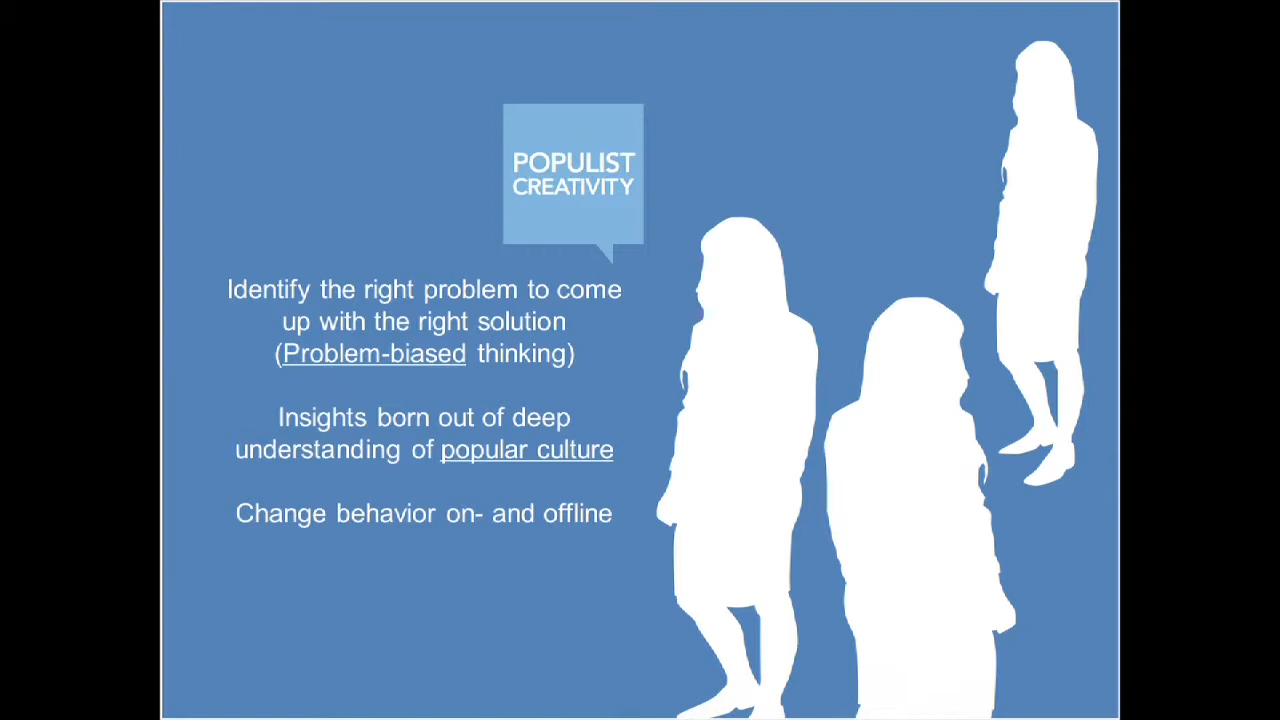 POPULIST
CREATIVITY
Identify the right problem to come
up with the right solution
(Problem-biased thinking)
Insights born out of deep
understanding of popular culture
Change behavior on- and offline